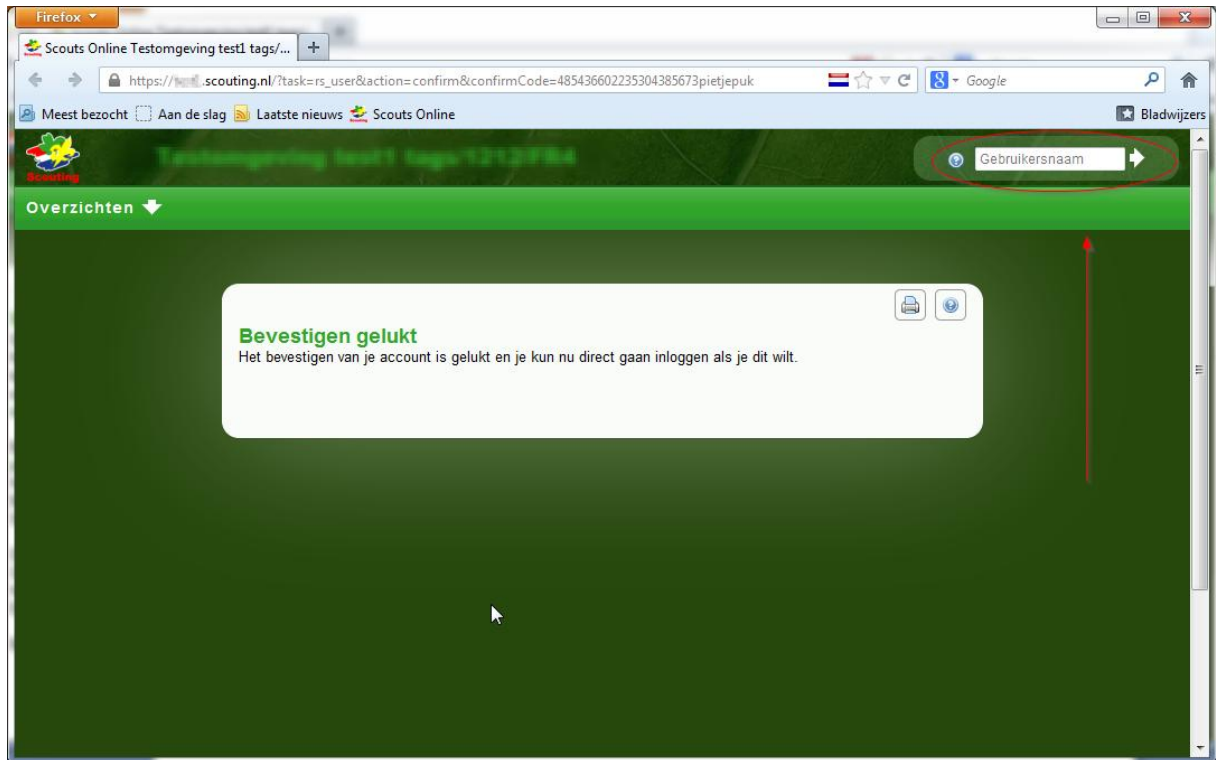 Firefox
Scouts Online Testomgeving test1 tags/...
https:// .scouting.nl/?task=rs_user&action=confirm&confirmCode=485436602235304385673pietjepuk
Google
Meest bezocht Aan de slag Laatste nieuws Scouts Online Bladwijzers
Scouting
Gebruikersnaam
Overzichten
Bevestigen gelukt
Het bevestigen van je account is gelukt en je kun nu direct gaan inloggen als je dit wilt.